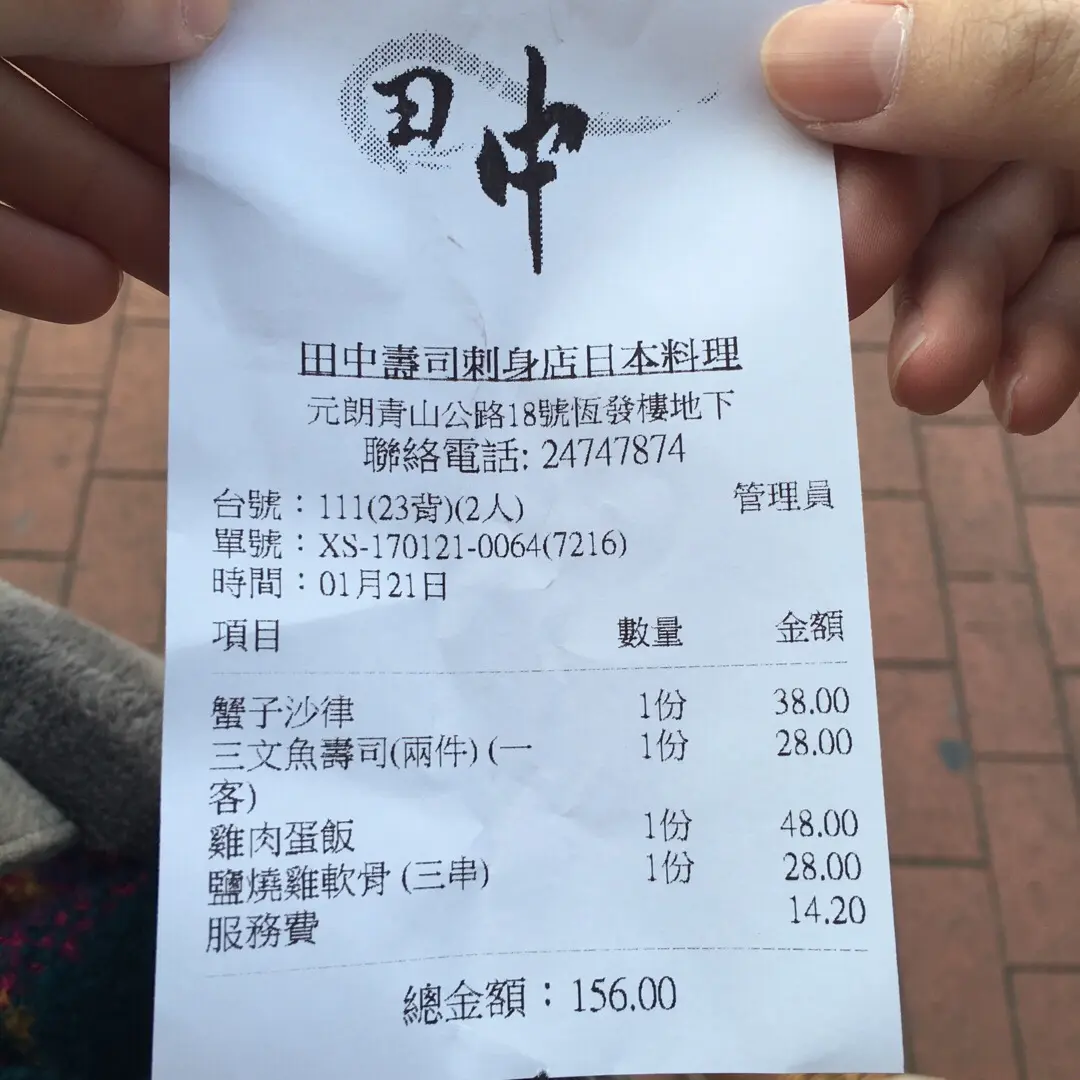 田中
田中壽司刺身店日本料理
元朗青山公路18號恆發樓地下
聯絡電話: 24747874
台號：111(23背)(2人) 管理員
單號：XS-170121-0064(7216)
時間：01月21日
項目 數量 金額
蟹子沙律 1份 38.00
三文魚壽司(兩件) (一 1份 28.00
客)
雞肉蛋飯 1份 48.00
鹽燒雞軟骨 (三串) 1份 28.00
服務費 14.20
總金額：156.00